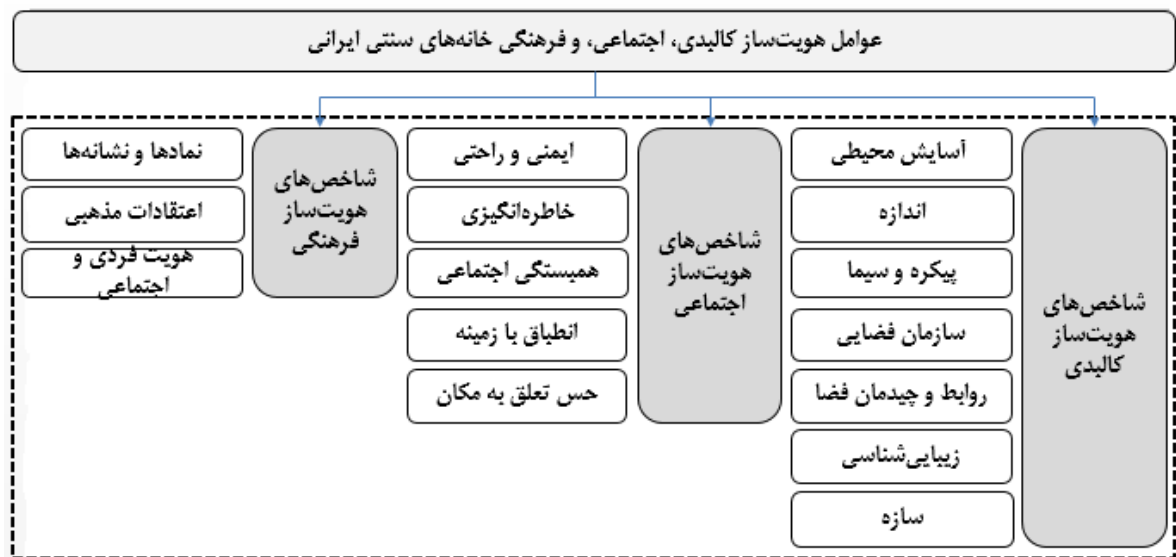 عوامل هویت‌ساز کالبدی، اجتماعی، و فرهنگی خانه‌های سنتی ایرانی
شاخص‌های
هویت‌ساز
کالبدی
آسایش محیطی
اندازه
پیکره و سیما
سازمان فضایی
روابط و چیدمان فضا
زیبایی‌شناسی
سازه
شاخص‌های
هویت‌ساز
اجتماعی
ایمنی و راحتی
خاطره‌انگیزی
همبستگی اجتماعی
انطباق با زمینه
حس تعلق به مکان
شاخص‌های
هویت‌ساز
فرهنگی
نمادها و نشانه‌ها
اعتقادات مذهبی
هویت فردی و
اجتماعی